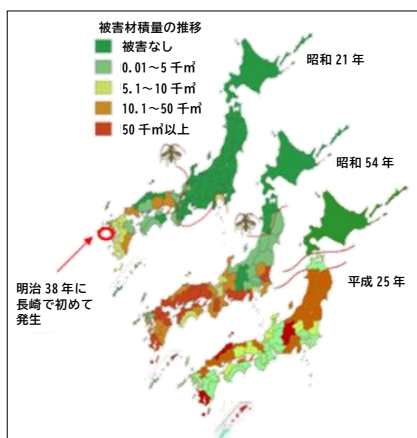 被害材積量の推移
被害なし
0.01～5 千㎥
5.1～10 千㎥
10.1～50 千㎥
50 千㎥以上
昭和 21 年
昭和 54 年
平成 25 年
明治 38 年に
長崎で初めて
発生